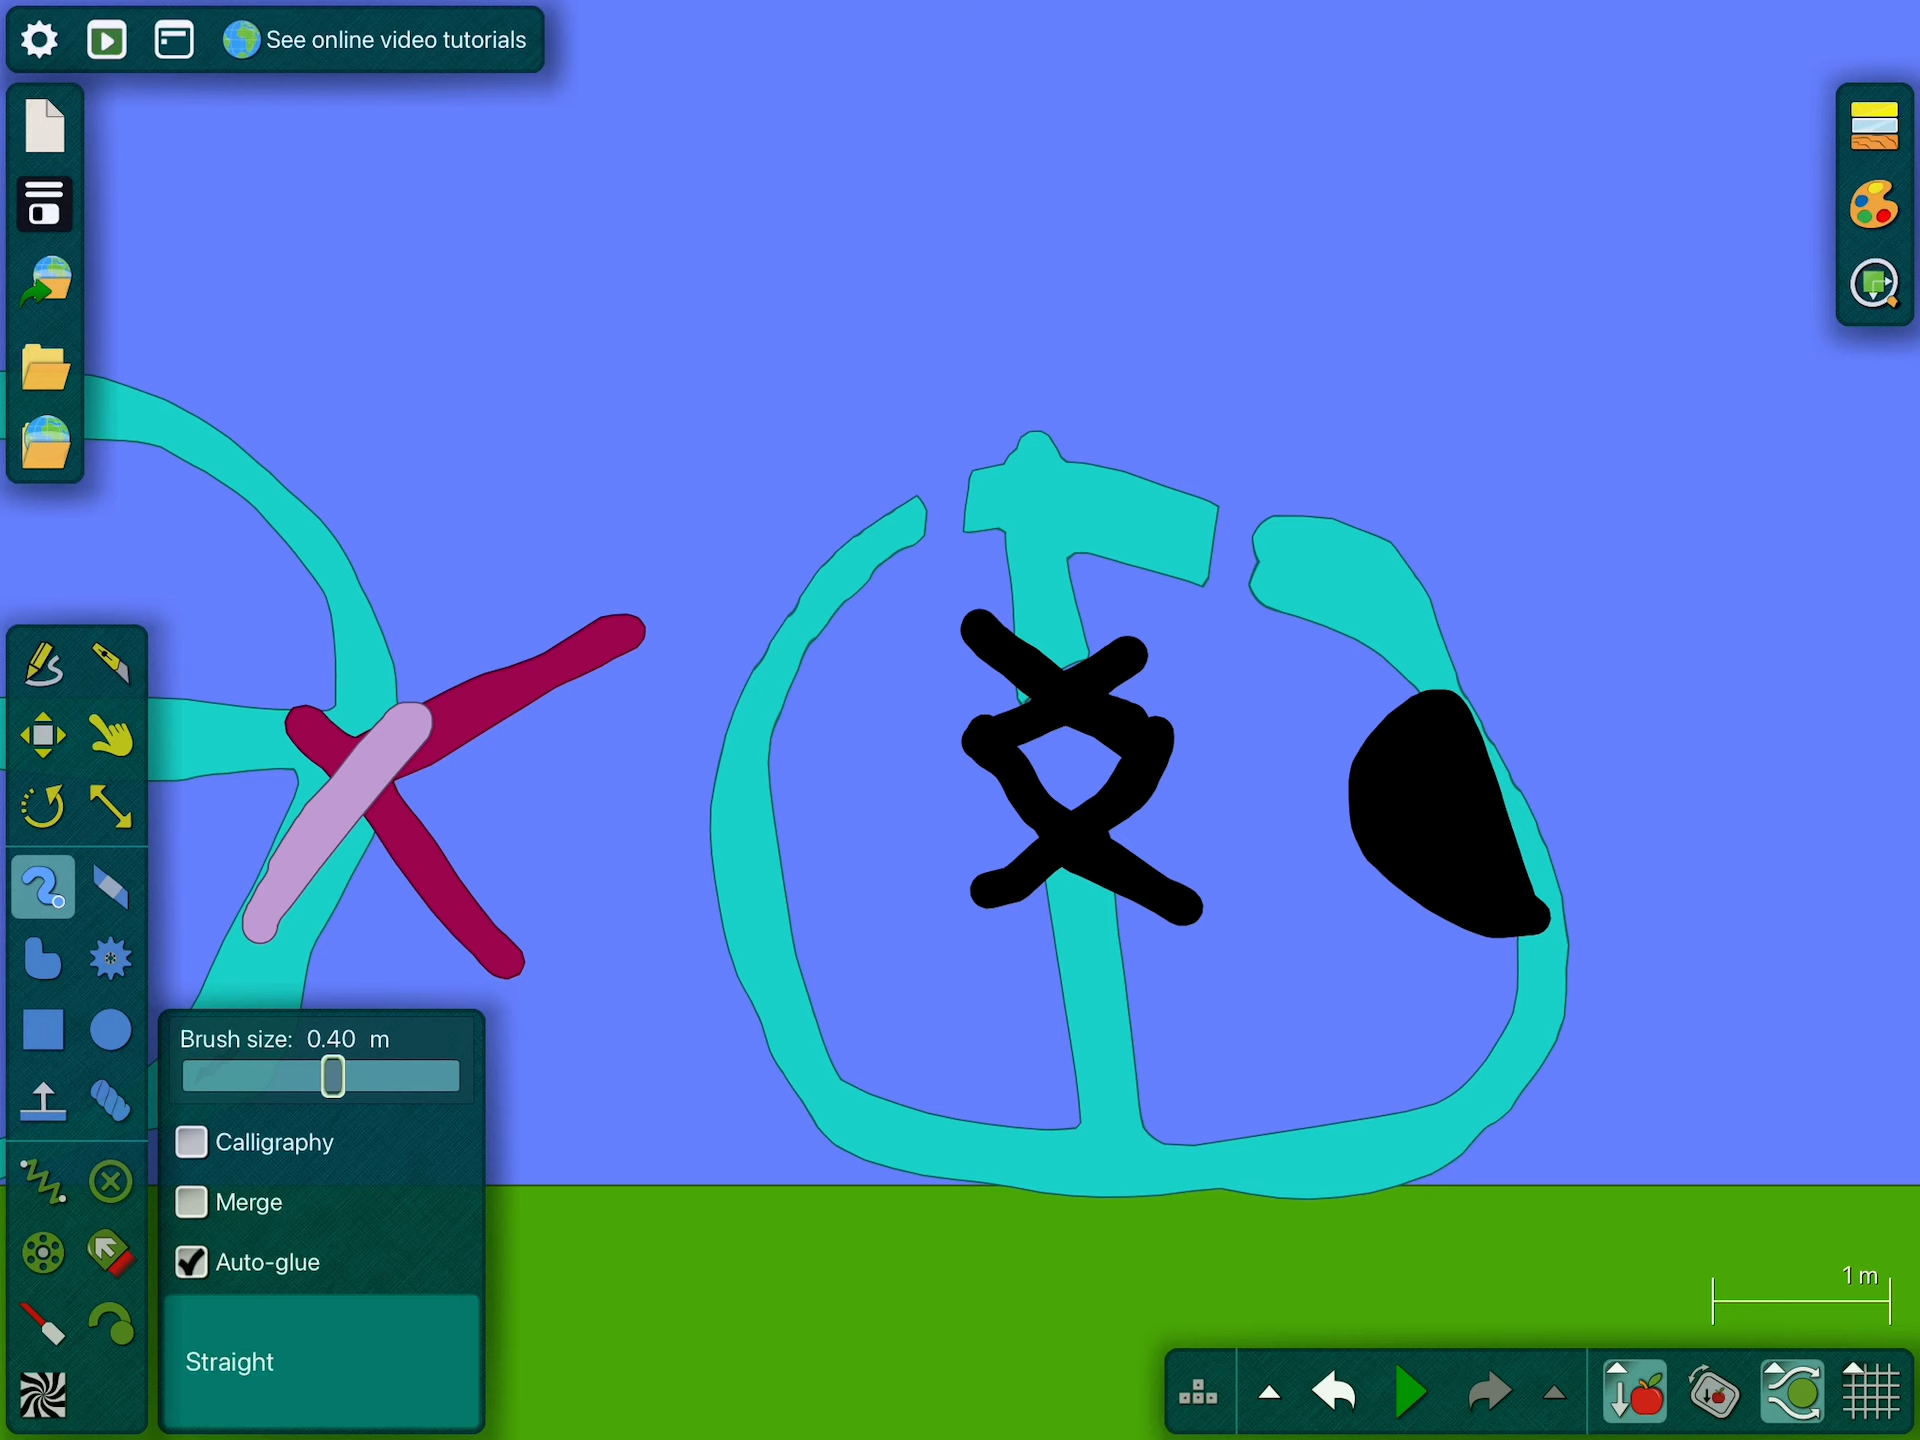 See online video tutorials
Brush size: 0.40 m
Calligraphy
Merge
Auto-glue
Straight
1 m